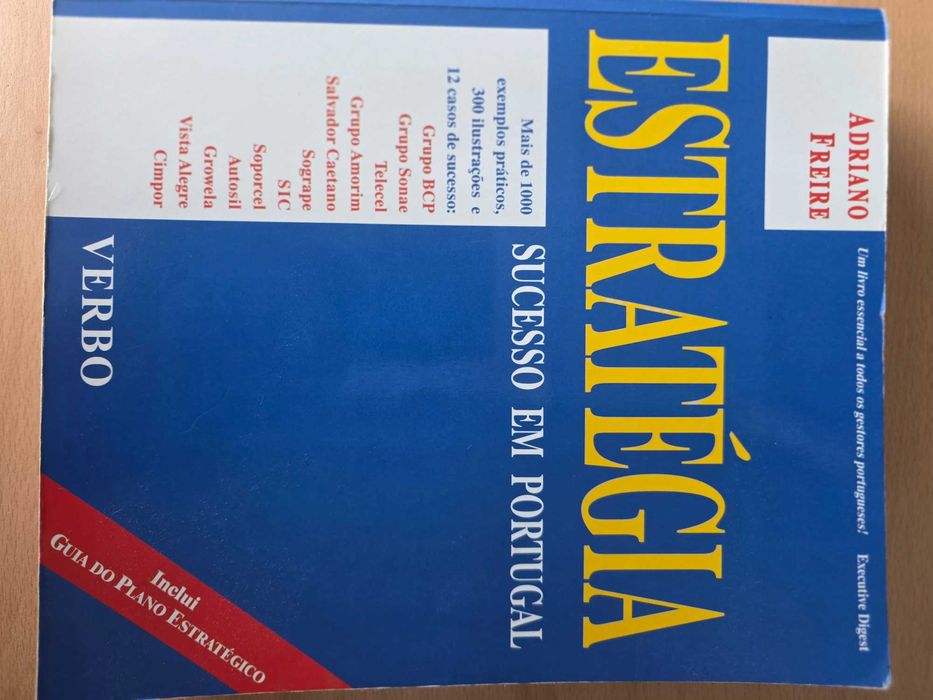 ADRIANO
FREIRE
Um livro essencial a todos os gestores portugueses! Executive Digest
ESTRATÉGIA
SUCESSO EM PORTUGAL
Mais de 1000
exemplos práticos,
300 ilustrações e
12 casos de sucesso:
Grupo BCP
Grupo Sonae
Telecel
Grupo Amorim
Salvador Caetano
Sogrape
SIC
Soporcel
Autosil
Growela
Vista Alegre
Cimpor
VERBO
Inclui
GUIA DO PLANO ESTRATÉGICO